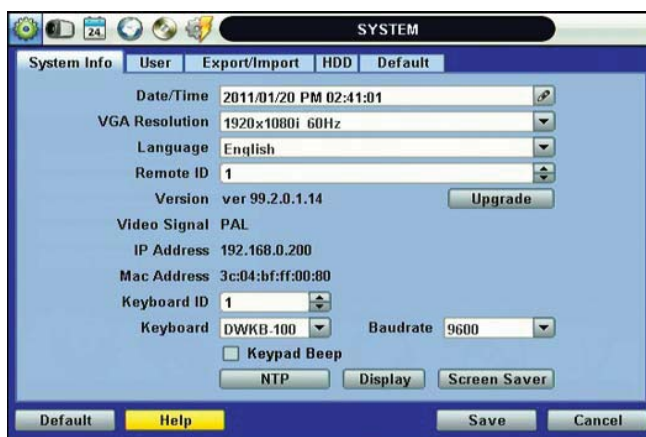 24
SYSTEM
System Info User Export/Import HDD Default
Date/Time 2011/01/20 PM 02:41:01
VGA Resolution 1920x1080i 60Hz
Language English
Remote ID 1
Version ver 99.2.0.1.14 Upgrade
Video Signal PAL
IP Address 192.168.0.200
Mac Address 3c:04:bf:ff:00:80
Keyboard ID 1
Keyboard DWKB-100 Baudrate 9600
Keypad Beep
NTP Display Screen Saver
Default Help Save Cancel